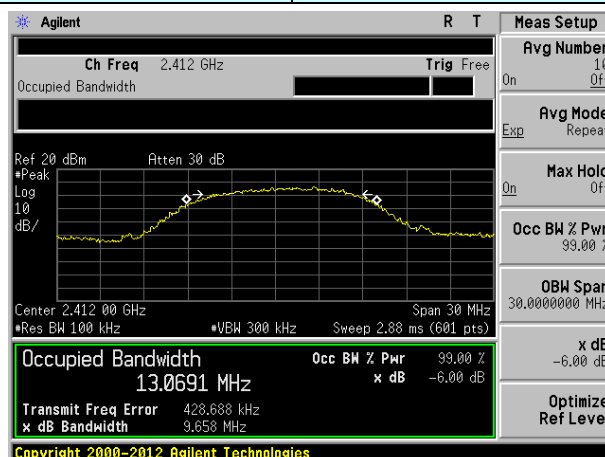 Agilent R T
Ch Freq 2.412 GHz Trig Free
Occupied Bandwidth
Ref 20 dBm Atten 30 dB
#Peak
Log
10
dB/
Center 2.412 00 GHz Span 30 MHz
#Res BW 100 kHz #VBW 300 kHz Sweep 2.88 ms (601 pts)
Occupied Bandwidth Occ BW % Pwr 99.00 %
13.0691 MHz x dB -6.00 dB
Transmit Freq Error 428.688 kHz
x dB Bandwidth 9.658 MHz
Copyright 2000-2012 Agilent Technologies
Meas Setup
Avg Number
10
On Of
Avg Mode
Exp Repea
Max Hold
On Of
Occ BW % Pwr
99.00 %
OBW Span
30.0000000 MHz
x dB
-6.00 dB
Optimize
Ref Leve